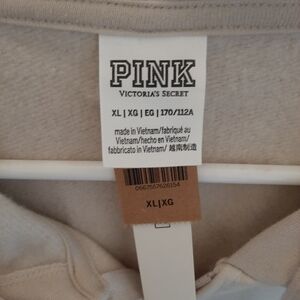 PINK
VICTORIA'S SECRET
XL | XG | EG | 170/112A
made in Vietnam/fabriqué au
Vietnam/hecho en Vietnam/
fabbricato in Vietnam/ 越南制造
0667557628154
XL|XG